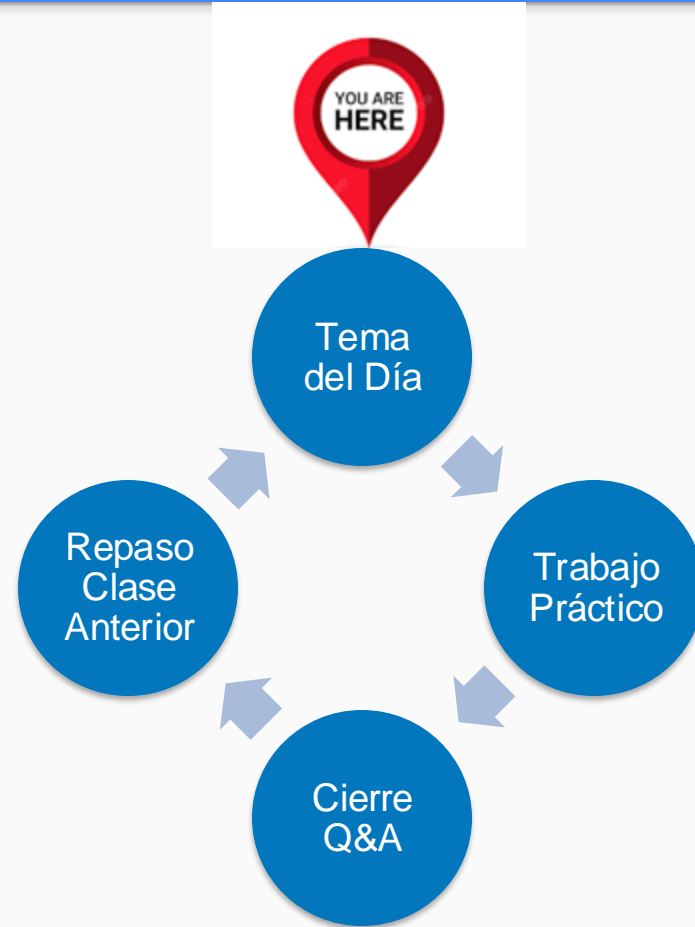 YOU ARE
HERE
Tema
del Día
Repaso
Clase
Anterior
Trabajo
Práctico
Cierre
Q&A